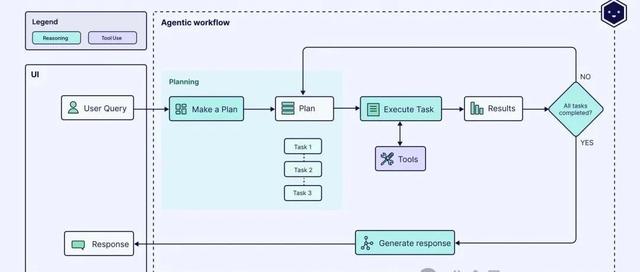 Legend
Reasoning
Tool Use
Agentic workflow
UI
Planning
User Query
Make a Plan
Plan
Execute Task
Results
All tasks
completed?
NO
YES
Task 1
Task 2
Task 3
Tools
Response
Generate response